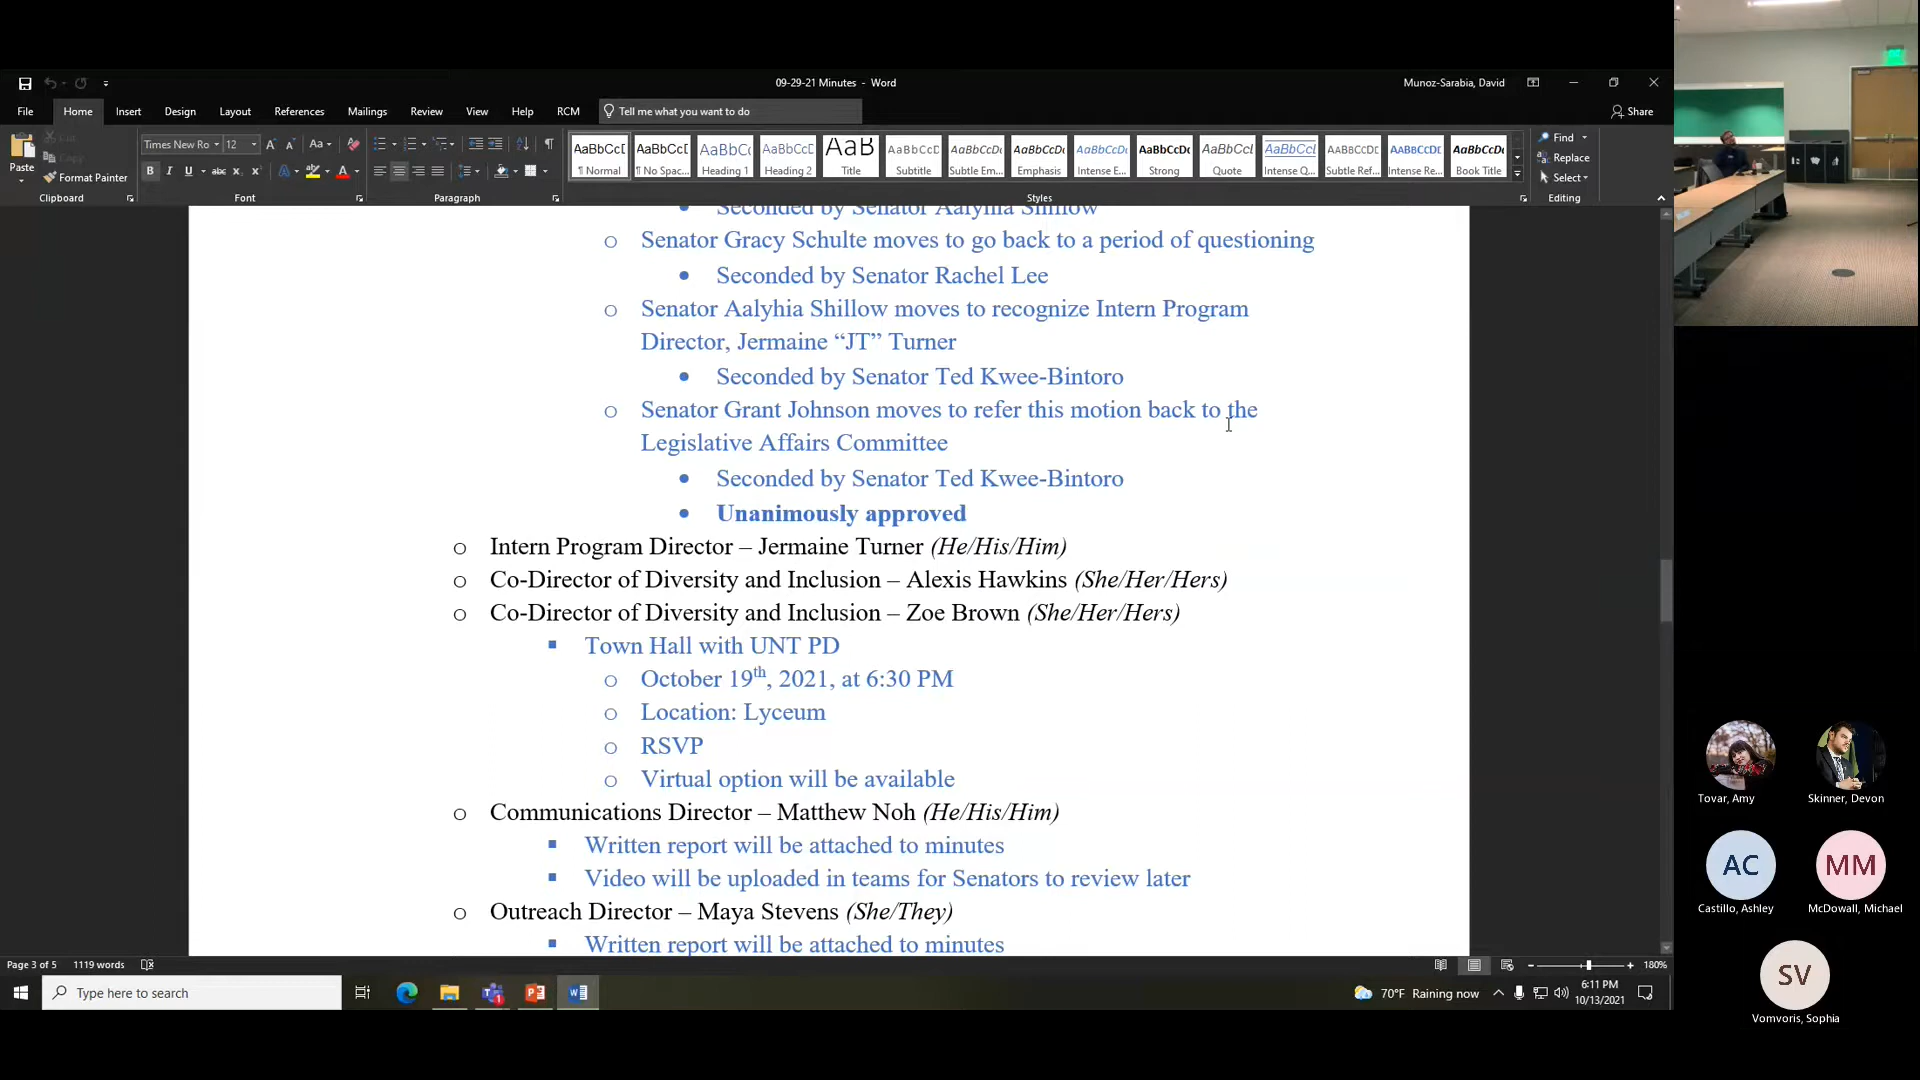 09-29-21 Minutes - Word
Munoz-Sarabia, David
File Home Insert Design Layout References Mailings Review View Help RCM Tell me what you want to do
Share
Paste
Cut
Copy
Format Painter
Times New Ro 12
AaBbCcD ¶ Normal
¶ No Spac...
Heading 1
Heading 2
Title
Subtitle
Subtle Em...
Emphasis
Intense E...
Strong
Quote
Intense Q...
Subtle Ref...
Intense Re...
Book Title
Find
Replace
Select
Clipboard Font Paragraph Styles Editing
Seconded by Senator Aalyhia Shillow
Senator Gracy Schulte moves to go back to a period of questioning
Seconded by Senator Rachel Lee
Senator Aalyhia Shillow moves to recognize Intern Program
Director, Jermaine “JT” Turner
Seconded by Senator Ted Kwee-Bintoro
Senator Grant Johnson moves to refer this motion back to the
Legislative Affairs Committee
Seconded by Senator Ted Kwee-Bintoro
Unanimously approved
Intern Program Director – Jermaine Turner (He/His/Him)
Co-Director of Diversity and Inclusion – Alexis Hawkins (She/Her/Hers)
Co-Director of Diversity and Inclusion – Zoe Brown (She/Her/Hers)
Town Hall with UNT PD
October 19th, 2021, at 6:30 PM
Location: Lyceum
RSVP
Virtual option will be available
Communications Director – Matthew Noh (He/His/Him)
Written report will be attached to minutes
Video will be uploaded in teams for Senators to review later
Outreach Director – Maya Stevens (She/They)
Written report will be attached to minutes
Page 3 of 5 1119 words
180%
Type here to search
70°F Raining now
6:11 PM
10/13/2021
Tovar, Amy
Skinner, Devon
AC
MM
Castillo, Ashley
McDowall, Michael
SV
Vomvoris, Sophia